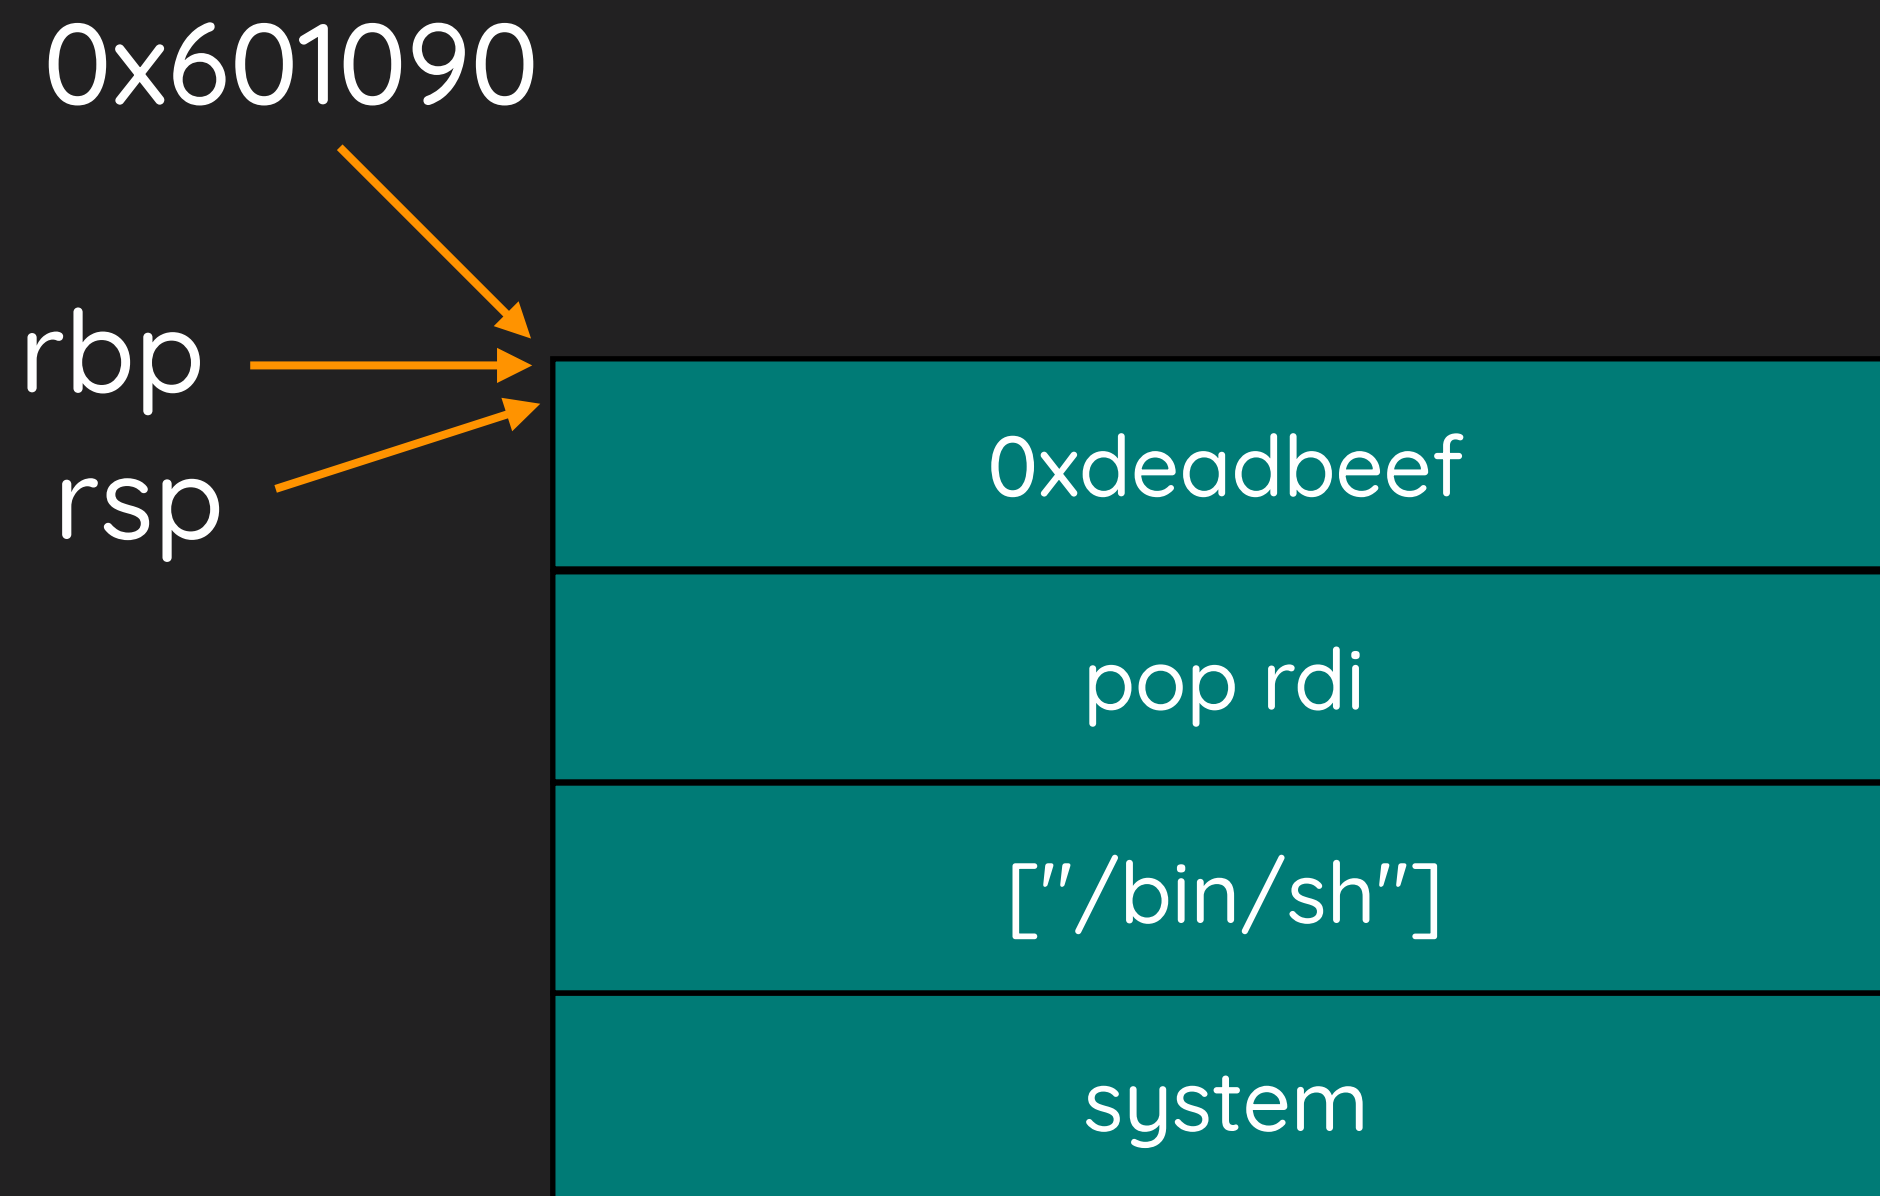 0x601090
rbp
rsp
0xdeadbeef
pop rdi
["/bin/sh"]
system